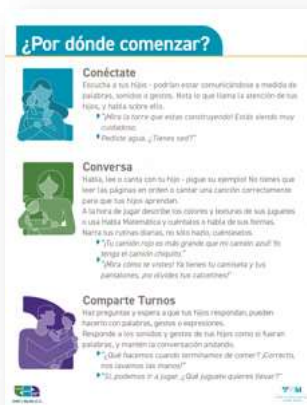 ¿Por dónde comenzar?
Conéctate
Escucha a tus hijos - podrían estar comunicándose a medida de
palabras, sonidos o gestos. Nota lo que llama la atención de tus
hijos, y habla sobre ello.
"¡Mira la torre que estas construyendo! Estás siendo muy
cuidadoso.
Pediste agua. ¿Tienes sed?"
Conversa
Habla, lee o canta con tu hijo - ¡sigue su ejemplo! No tienes que
leer las páginas en orden o cantar una canción correctamente
para que tus hijos aprendan.
A la hora de jugar describe los colores y texturas de sus juguetes
o usa Habla Matemática y cuéntalos o habla de sus formas.
Narra tus rutinas diarias, no sólo hazlo, cuéntaselos.
"¡Tu camión rojo es más grande que mi camión azul! Yo
tengo el camión chiquito."
"¡Mira cómo te vistes! Ya tienes tu camiseta y tus
pantalones, ¡no olvides tus calcetines!"
Comparte Turnos
Haz preguntas y espera a que tus hijos respondan, pueden
hacerlo con palabras, gestos o expresiones.
Responde a los sonidos y gestos de tus hijos como si fueran
palabras, y mantén la conversación andando.
"¿Qué hacemos cuando terminamos de comer? ¡Correcto,
nos lavamos las manos!"
"Sí, podemos ir a jugar. ¿Qué juguete quieres llevar?"